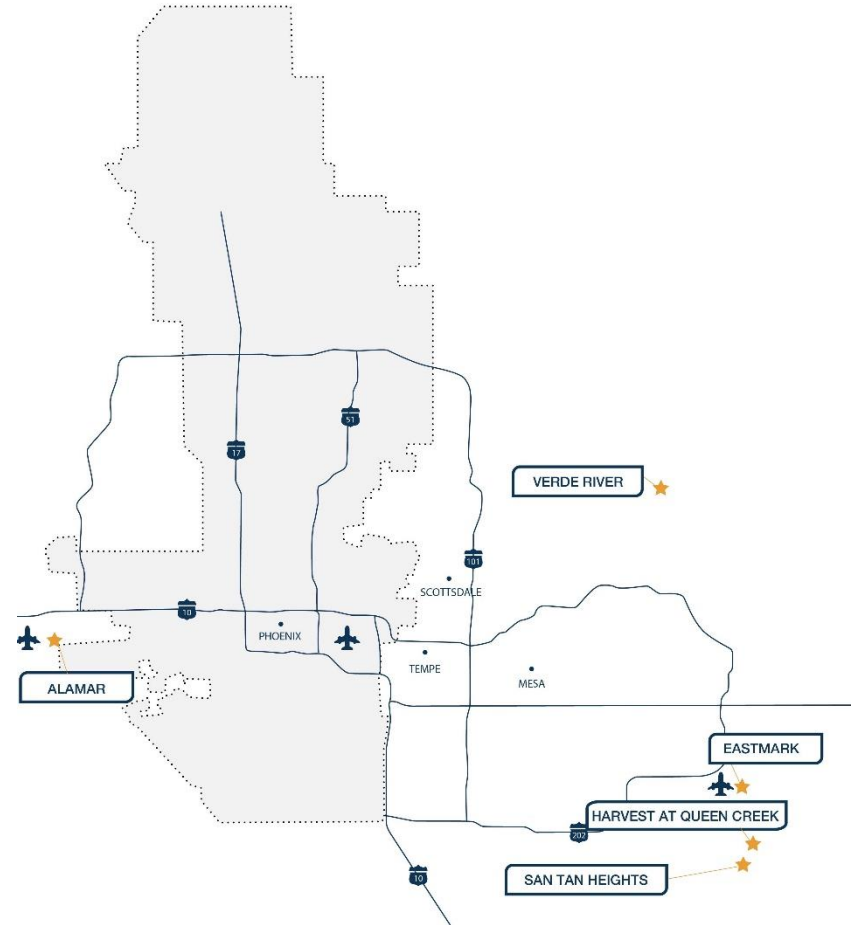 51
17
VERDE RIVER
101
SCOTTSDALE
10
PHOENIX
TEMPE
MESA
ALAMAR
EASTMARK
HARVEST AT QUEEN CREEK
202
SAN TAN HEIGHTS
10